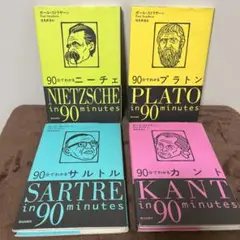 ポール・ストラザーン
90分でわかるニーチェ
NIETZSCHE
in 90 minutes
ポール・ストラザーン
90分でわかるプラトン
PLATO
in 90 minutes
90分でわかるサルトル
SARTRE
in 90 minutes
90分でわかるカント
KANT
in 90 minutes